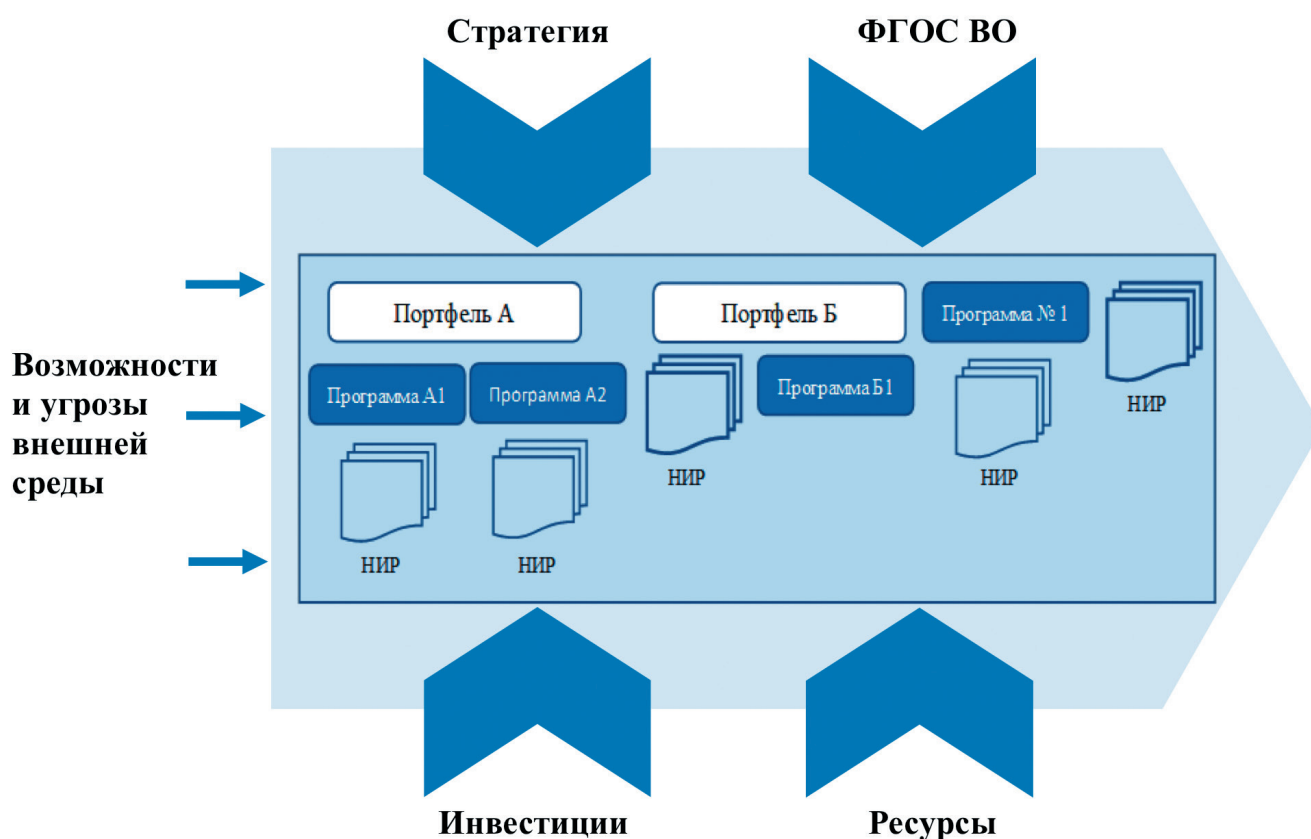 Стратегия
ФГОС ВО
Возможности
и угрозы
внешней
среды
Портфель А
Портфель Б
Программа № 1
Программа А1
Программа А2
Программа Б1
НИР
НИР
НИР
НИР
НИР
Инвестиции
Ресурсы